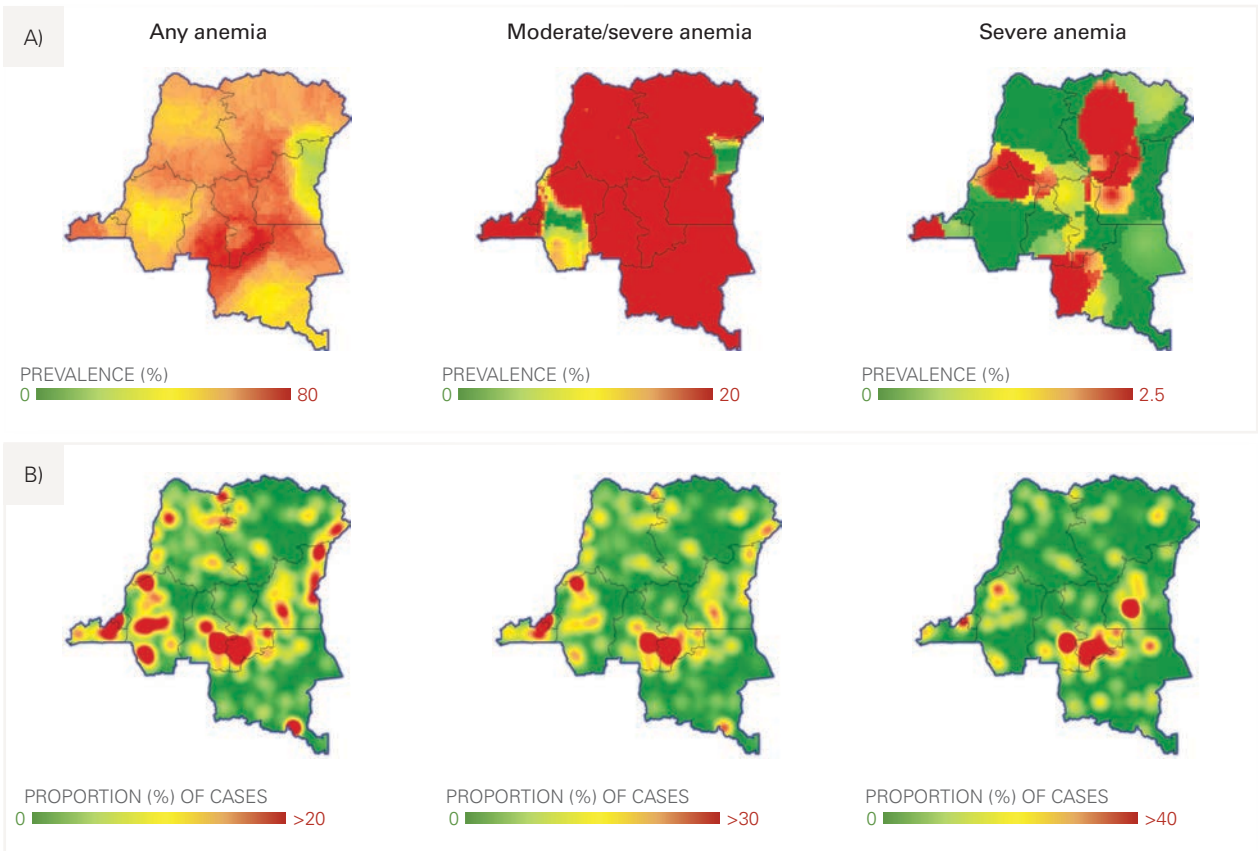 A)
Any anemia
Moderate/severe anemia
Severe anemia
PREVALENCE (%)
0 80
PREVALENCE (%)
0 20
PREVALENCE (%)
0 2.5
B)
PROPORTION (%) OF CASES
0 >20
PROPORTION (%) OF CASES
0 >30
PROPORTION (%) OF CASES
0 >40